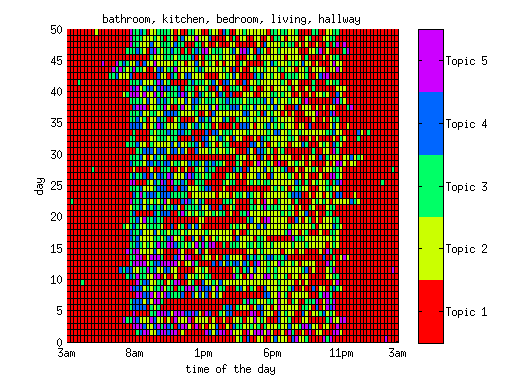 bathroom, kitchen, bedroom, living, hallway
50
45
40
35
30
25
20
15
10
5
0
day
3am 8am 1pm 6pm 11pm 3am
time of the day
Topic 5
Topic 4
Topic 3
Topic 2
Topic 1